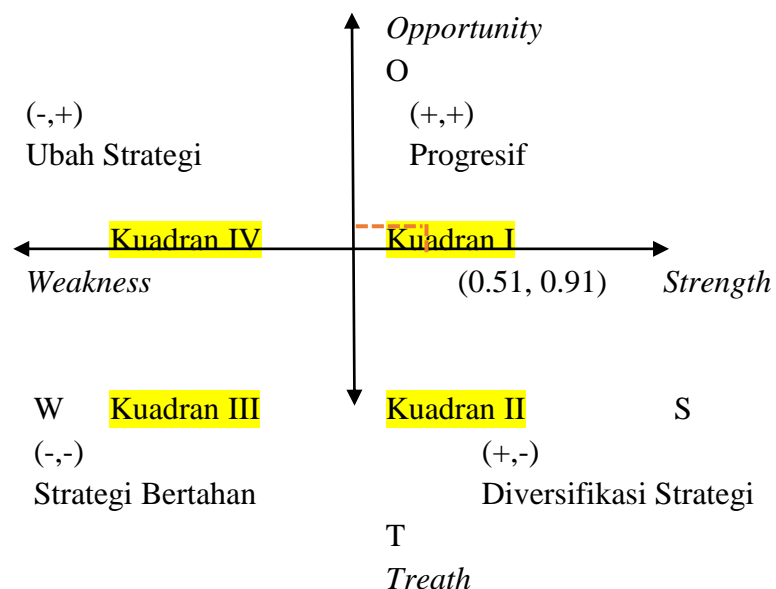 Opportunity
O
(-,+) (+,+)
Ubah Strategi Progresif
Kuadran IV Kuadran I
Weakness (0.51, 0.91) Strength
W Kuadran III Kuadran II S
(-,-) (+,-)
Strategi Bertahan Diversifikasi Strategi
T
Treath